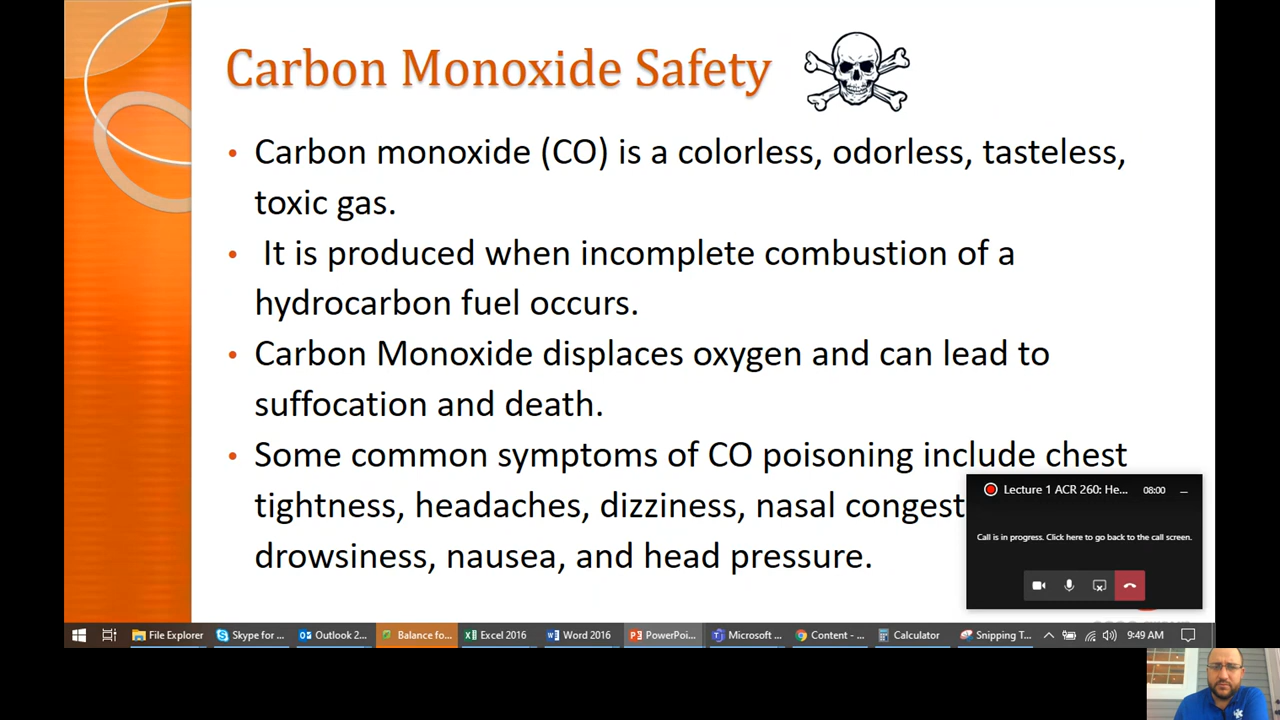 Carbon Monoxide Safety
• Carbon monoxide (CO) is a colorless, odorless, tasteless,
toxic gas.
• It is produced when incomplete combustion of a
hydrocarbon fuel occurs.
• Carbon Monoxide displaces oxygen and can lead to
suffocation and death.
• Some common symptoms of CO poisoning include chest
tightness, headaches, dizziness, nasal congest
drowsiness, nausea, and head pressure.
Lecture 1 ACR 260: He... 08:00
Call is in progress. Click here to go back to the call screen.
File Explorer Skype for ... Outlook 2... Balance fo... Excel 2016 Word 2016 PowerPoi... Microsoft ... Content - ... Calculator Snipping T... 9:49 AM